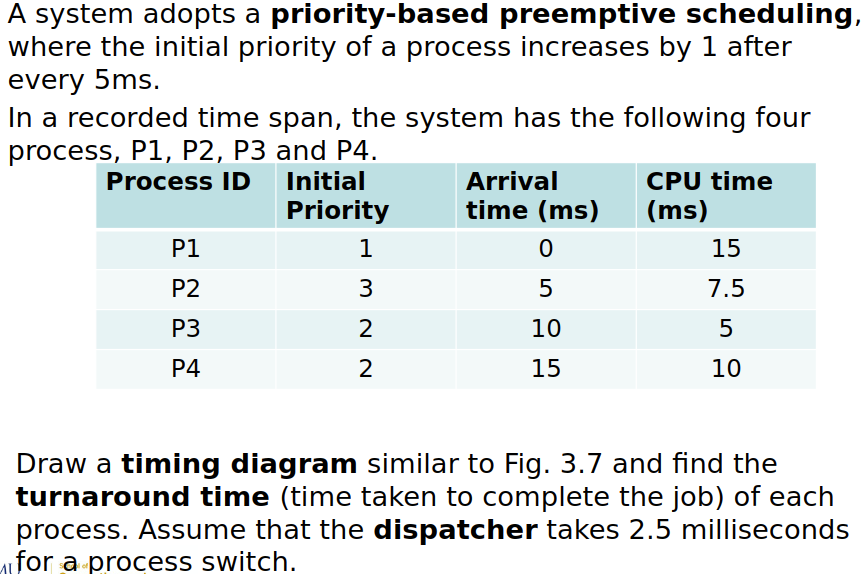 A system adopts a priority-based preemptive scheduling,
where the initial priority of a process increases by 1 after
every 5ms.
In a recorded time span, the system has the following four
process, P1, P2, P3 and P4.
Process ID Initial Priority Arrival time (ms) CPU time (ms)
P1 1 0 15
P2 3 5 7.5
P3 2 10 5
P4 2 15 10
Draw a timing diagram similar to Fig. 3.7 and find the
turnaround time (time taken to complete the job) of each
process. Assume that the dispatcher takes 2.5 milliseconds
for a process switch.